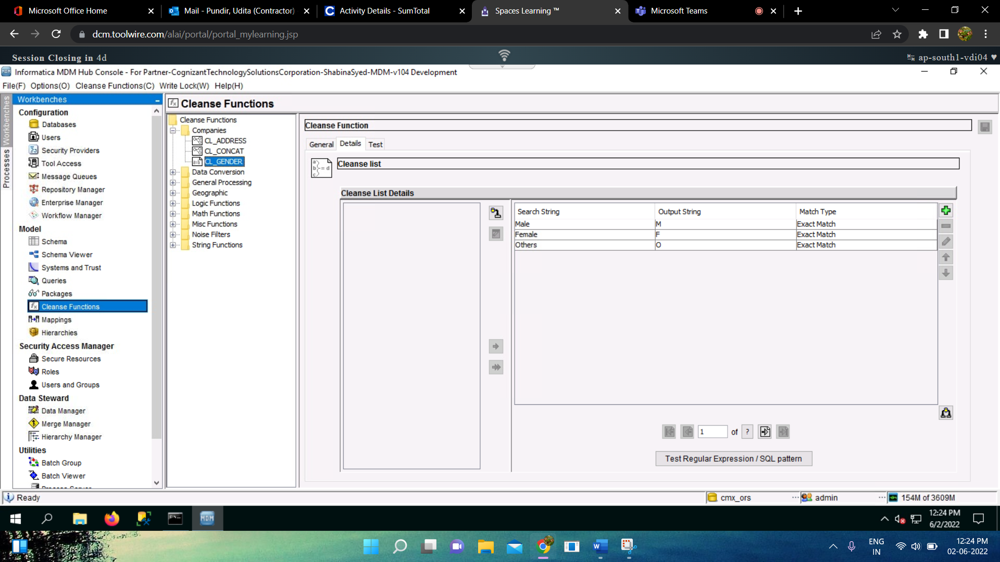 Microsoft Office Home
Mail - Pundir, Udita (Contractor)
Activity Details - SumTotal
Spaces Learning ™
Microsoft Teams
dcm.toolwire.com/alai/portal/portal_mylearning.jsp
Session Closing in 4d
ap-south1-vdi04
Informatica MDM Hub Console - For Partner-CognizantTechnologySolutionsCorporation-ShabinaSyed-MDM-v104 Development
File(F) Options(O) Cleanse Functions(C) Write Lock(W) Help(H)
Workbenches
Processes
Workbenches
Configuration
Databases
Users
Security Providers
Tool Access
Message Queues
Repository Manager
Enterprise Manager
Workflow Manager
Model
Schema
Schema Viewer
Systems and Trust
Queries
Packages
Cleanse Functions
Mappings
Hierarchies
Security Access Manager
Secure Resources
Roles
Users and Groups
Data Steward
Data Manager
Merge Manager
Hierarchy Manager
Utilities
Batch Group
Batch Viewer
Cleanse Functions
Cleanse Functions
Companies
CL_ADDRESS
CL_CONCAT
CL_GENDER
Data Conversion
General Processing
Geographic
Logic Functions
Math Functions
Misc Functions
Noise Filters
String Functions
Cleanse Function
General Details Test
Cleanse list
Cleanse List Details
Search String Output String Match Type
Male M Exact Match
Female F Exact Match
Others O Exact Match
1 of ?
Test Regular Expression / SQL pattern
Ready
cmx_ors
admin
154M of 3609M
MDM
12:24 PM
6/2/2022
ENG
IN
12:24 PM
02-06-2022